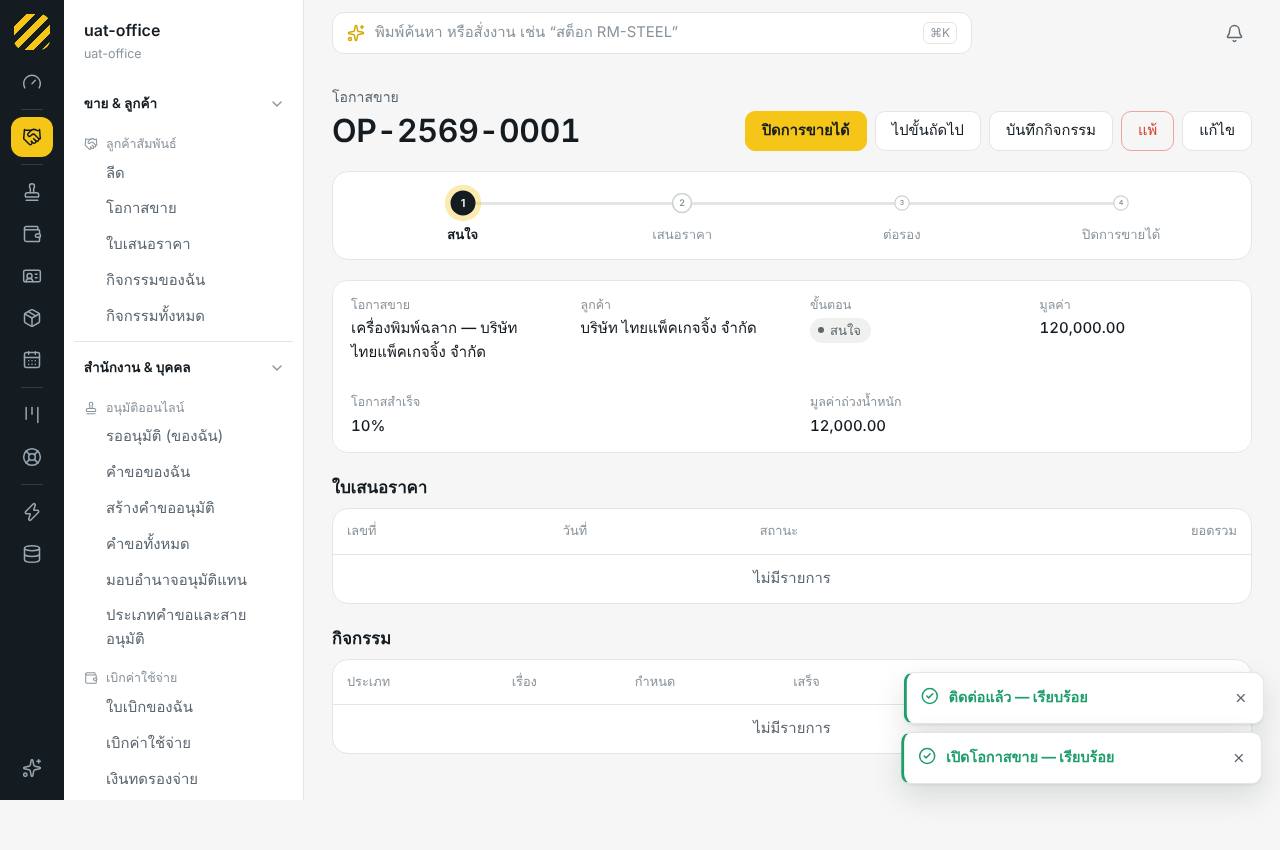 uat-office
uat-office
ขาย & ลูกค้า
ลูกค้าสัมพันธ์
ลีด
โอกาสขาย
ใบเสนอราคา
กิจกรรมของฉัน
กิจกรรมทั้งหมด
สำนักงาน & บุคคล
อนุมัติออนไลน์
รออนุมัติ (ของฉัน)
คำขอของฉัน
สร้างคำขออนุมัติ
คำขอทั้งหมด
มอบอำนาจอนุมัติแทน
ประเภทคำขอและสาย
อนุมัติ
เบิกค่าใช้จ่าย
ใบเบิกของฉัน
เบิกค่าใช้จ่าย
เงินทดรองจ่าย
พิมพ์ค้นหา หรือสั่งงาน เช่น “สต็อก RM-STEEL” ⌘K
โอกาสขาย
OP-2569-0001
ปิดการขายได้ ไปขั้นถัดไป บันทึกกิจกรรม แพ้ แก้ไข
1 2 3 4
สนใจ เสนอราคา ต่อรอง ปิดการขายได้
โอกาสขาย ลูกค้า ขั้นตอน มูลค่า
เครื่องพิมพ์ฉลาก — บริษัท บริษัท ไทยแพ็คเกจจิ้ง จำกัด สนใจ 120,000.00
ไทยแพ็คเกจจิ้ง จำกัด
โอกาสสำเร็จ มูลค่าถ่วงน้ำหนัก
10% 12,000.00
ใบเสนอราคา
เลขที่ วันที่ สถานะ ยอดรวม
ไม่มีรายการ
กิจกรรม
ประเภท เรื่อง กำหนด เสร็จ
ไม่มีรายการ
ติดต่อแล้ว — เรียบร้อย
เปิดโอกาสขาย — เรียบร้อย